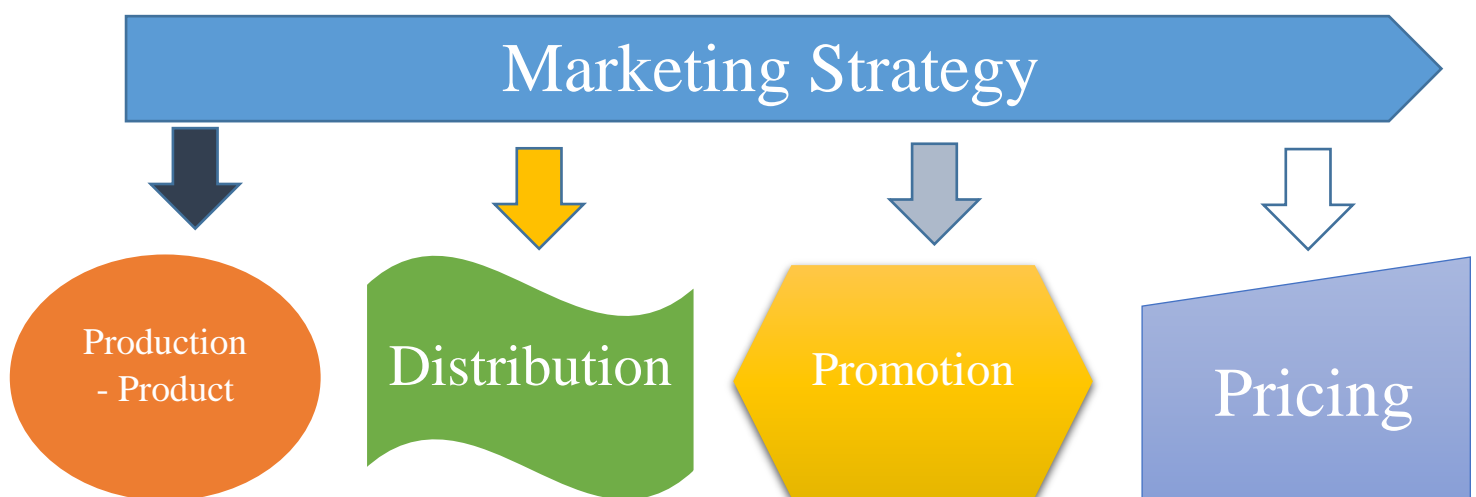 Marketing Strategy
Production
- Product
Distribution
Promotion
Pricing